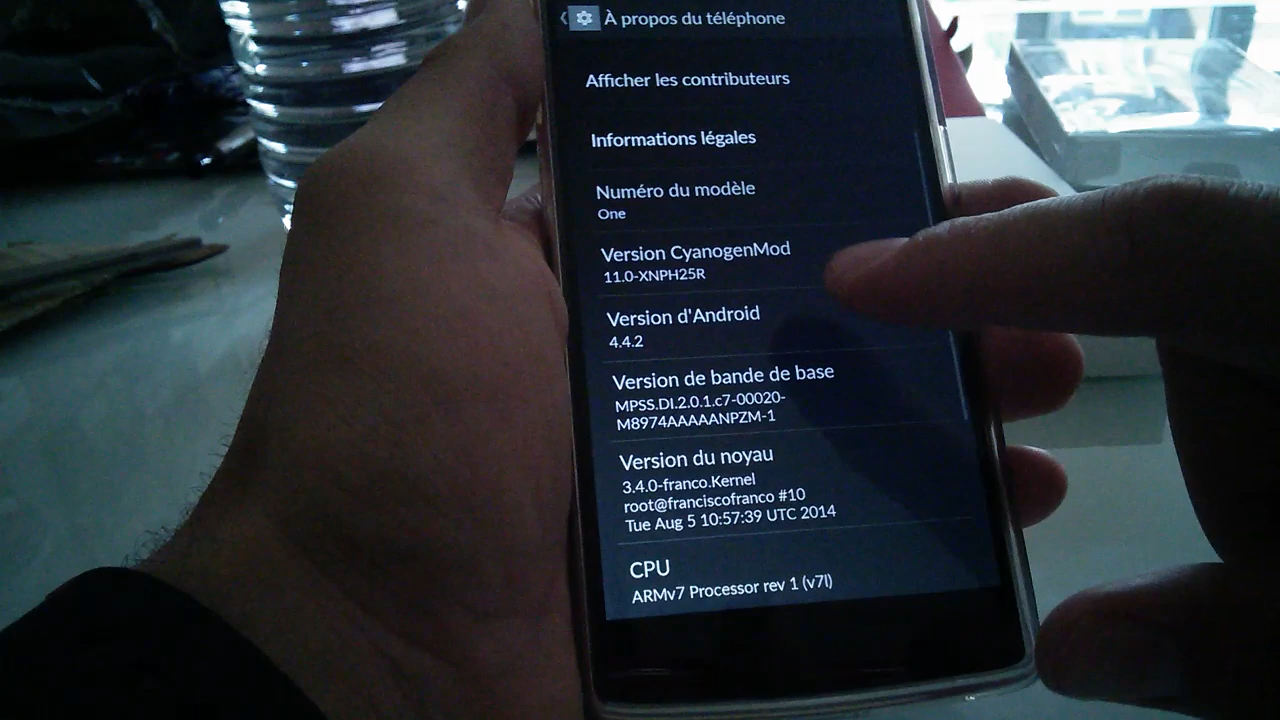 À propos du téléphone
Afficher les contributeurs
Informations légales
Numéro du modèle
One
Version CyanogenMod
11.0-XNPH25R
Version d'Android
4.4.2
Version de bande de base
MPSS.DI.2.0.1.c7-00020-
M8974AAAAANPZM-1
Version du noyau
3.4.0-franco.Kernel
root@franciscofranco #10
Tue Aug 5 10:57:39 UTC 2014
CPU
ARMv7 Processor rev 1 (v7l)